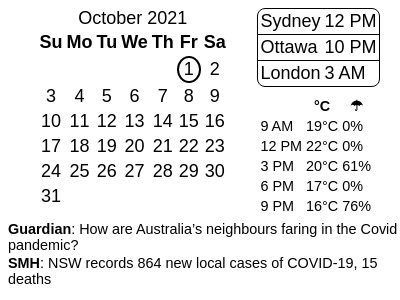 October 2021
Su Mo Tu We Th Fr Sa
1 2
3 4 5 6 7 8 9
10 11 12 13 14 15 16
17 18 19 20 21 22 23
24 25 26 27 28 29 30
31
Sydney 12 PM
Ottawa 10 PM
London 3 AM
°C ☂
9 AM 19°C 0%
12 PM 22°C 0%
3 PM 20°C 61%
6 PM 17°C 0%
9 PM 16°C 76%
Guardian: How are Australia’s neighbours faring in the Covid
pandemic?
SMH: NSW records 864 new local cases of COVID-19, 15
deaths